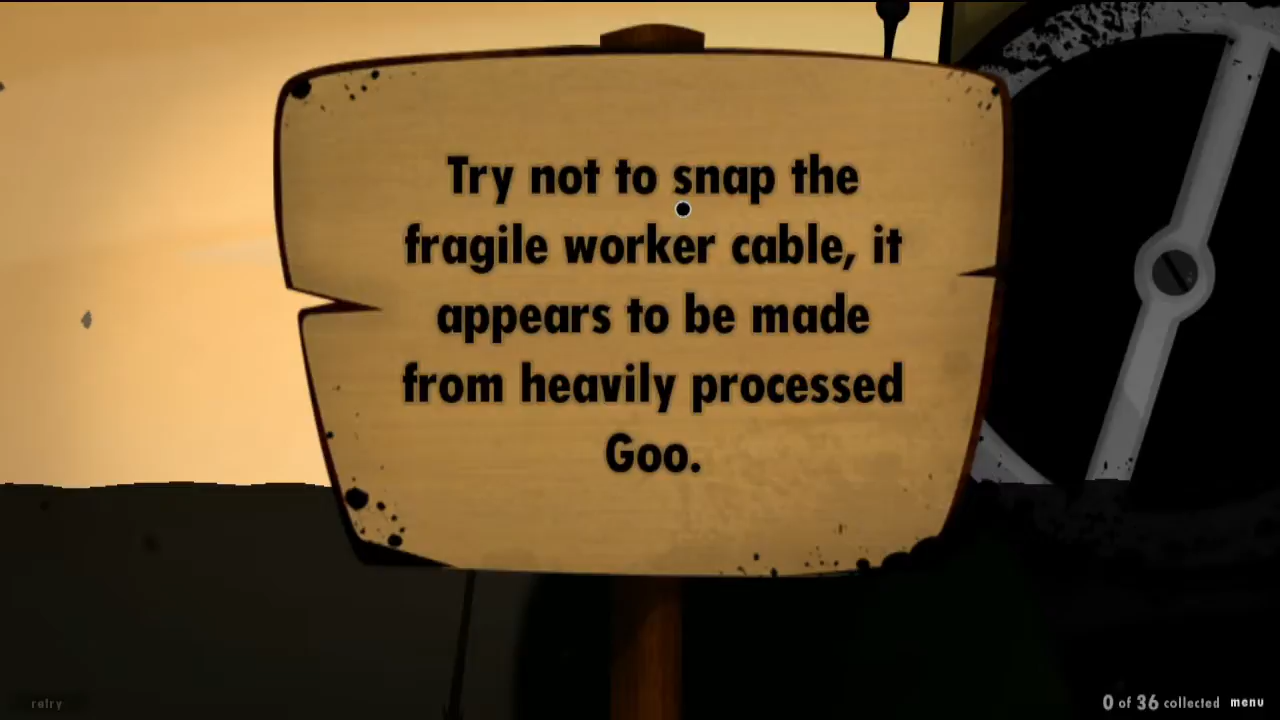 Try not to snap the
fragile worker cable, it
appears to be made
from heavily processed
Goo.
retry
0 of 36 collected menu